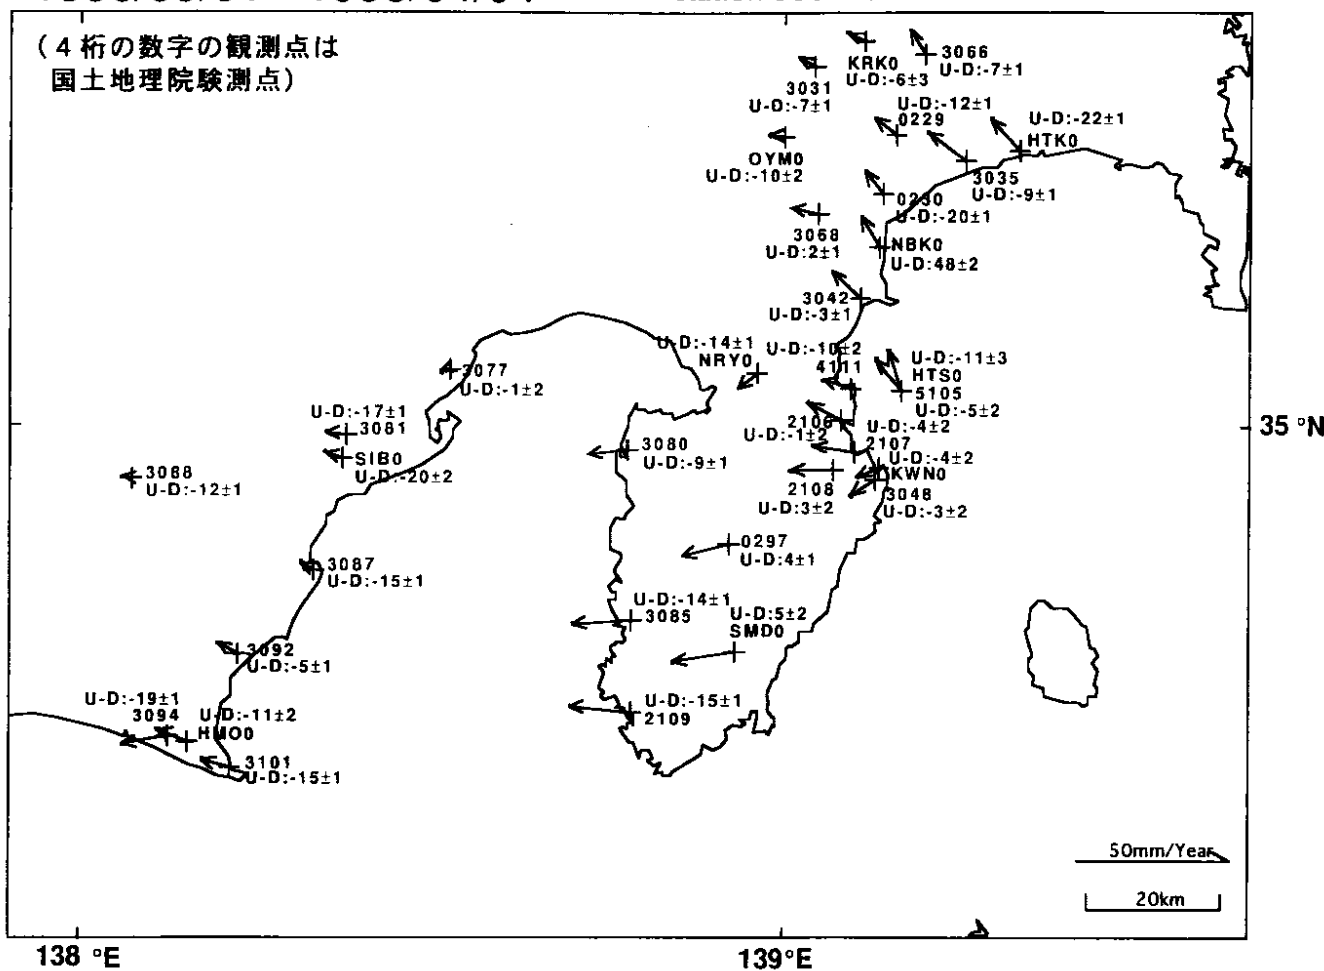 (4桁の数字の観測点は
国土地理院験測点)
KRK0
U-D:-6±3
3066
U-D:-7±1
3031
U-D:-7±1
U-D:-12±1
0229
U-D:-22±1
HTK0
OYM0
U-D:-10±2
3035
U-D:-9±1
0230
U-D:-20±1
3068
U-D:2±1
NBK0
U-D:48±2
3042
U-D:-3±1
U-D:-14±1
NRY0
U-D:-10±2
4111
U-D:-11±3
HTS0
5105
U-D:-5±2
3077
U-D:-1±2
U-D:-17±1
3081
SIB0
U-D:-20±2
3088
U-D:-12±1
3080
U-D:-9±1
2106
U-D:-1±2
U-D:-4±2
2107
U-D:-4±2
KWN0
2108
U-D:3±2
3048
U-D:-3±2
35 °N
0297
U-D:4±1
3087
U-D:-15±1
U-D:-14±1
3085
U-D:5±2
SMD0
3092
U-D:-5±1
U-D:-19±1
3094
U-D:-11±2
HMO0
U-D:-15±1
2109
3101
U-D:-15±1
50mm/Year
20km
138 °E
139°E